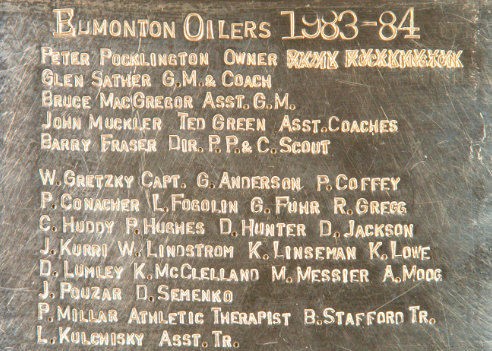 EDMONTON OILERS 1983-84
PETER POCKLINGTON OWNER
GLEN SATHER G.M. & COACH
BRUCE MACGREGOR ASST. G.M.
JOHN MUCKLER TED GREEN ASST. COACHES
BARRY FRASER DIR. P.P. & C. SCOUT
W. GRETZKY CAPT. G. ANDERSON P. COFFEY
P. CONACHER L. FOGOLIN G. FUHR R. GREGG
C. HUDDY P. HUGHES D. HUNTER D. JACKSON
J. KURRI W. LINDSTROM K. LINSEMAN K. LOWE
D. LUMLEY K. MCCLELLAND M. MESSIER A. MOOG
J. POUZAR D. SEMENKO
P. MILLAR ATHLETIC THERAPIST B. STAFFORD TR.
L. KULCHISKY ASST. TR.